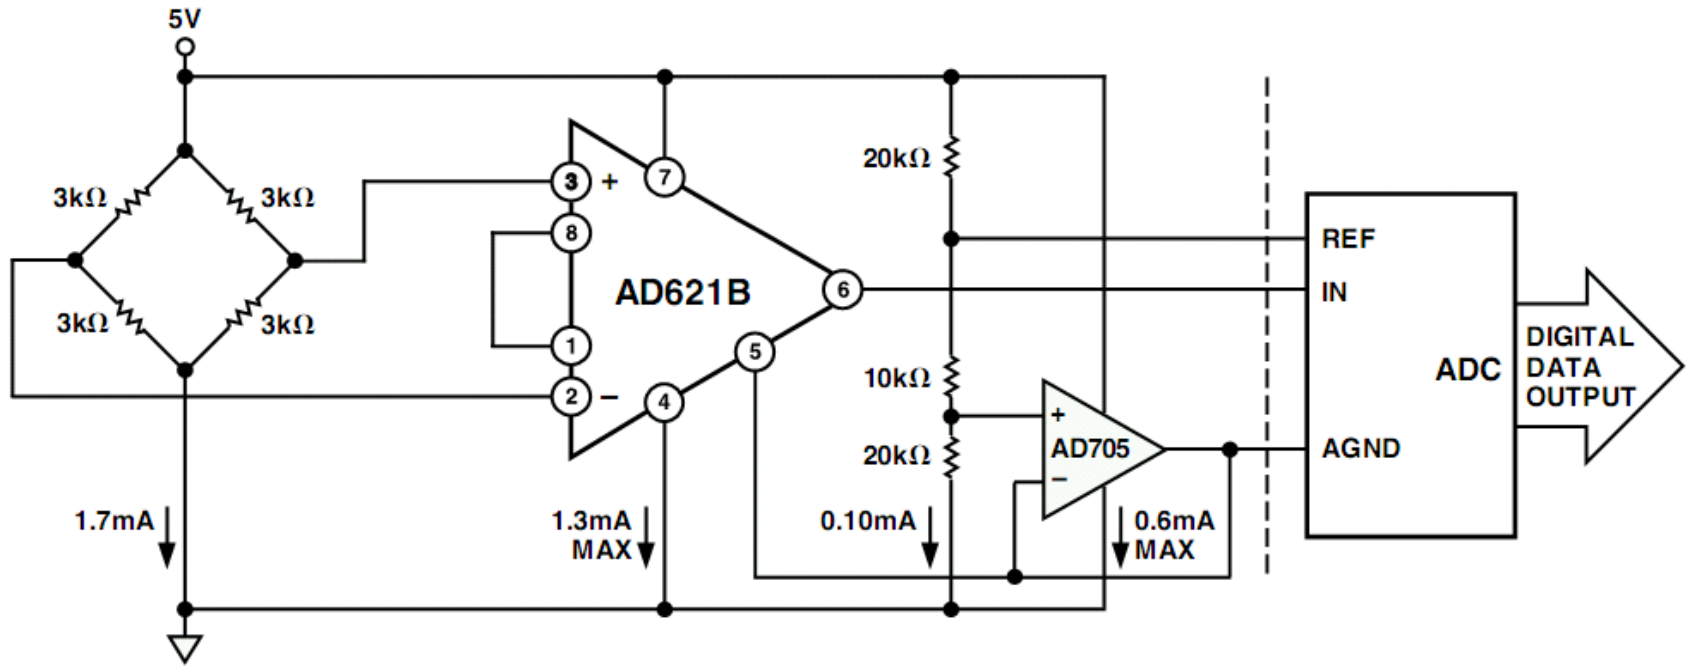 5V
3kΩ
3kΩ
3kΩ
3kΩ
1.7mA
3
+
8
1
2
−
7
AD621B
6
5
4
1.3mA
MAX
20kΩ
10kΩ
20kΩ
0.10mA
+
AD705
−
0.6mA
MAX
REF
IN
ADC
AGND
DIGITAL
DATA
OUTPUT